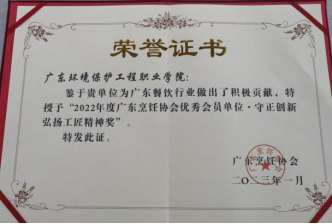 荣誉证书
广东环境保护工程职业学院：
鉴于贵单位为广东餐饮行业做出了积极贡献，特
授予“2022年度广东烹饪协会优秀会员单位·守正创新
弘扬工匠精神奖”。
特发此证。
广东烹饪协会
二〇二三年一月